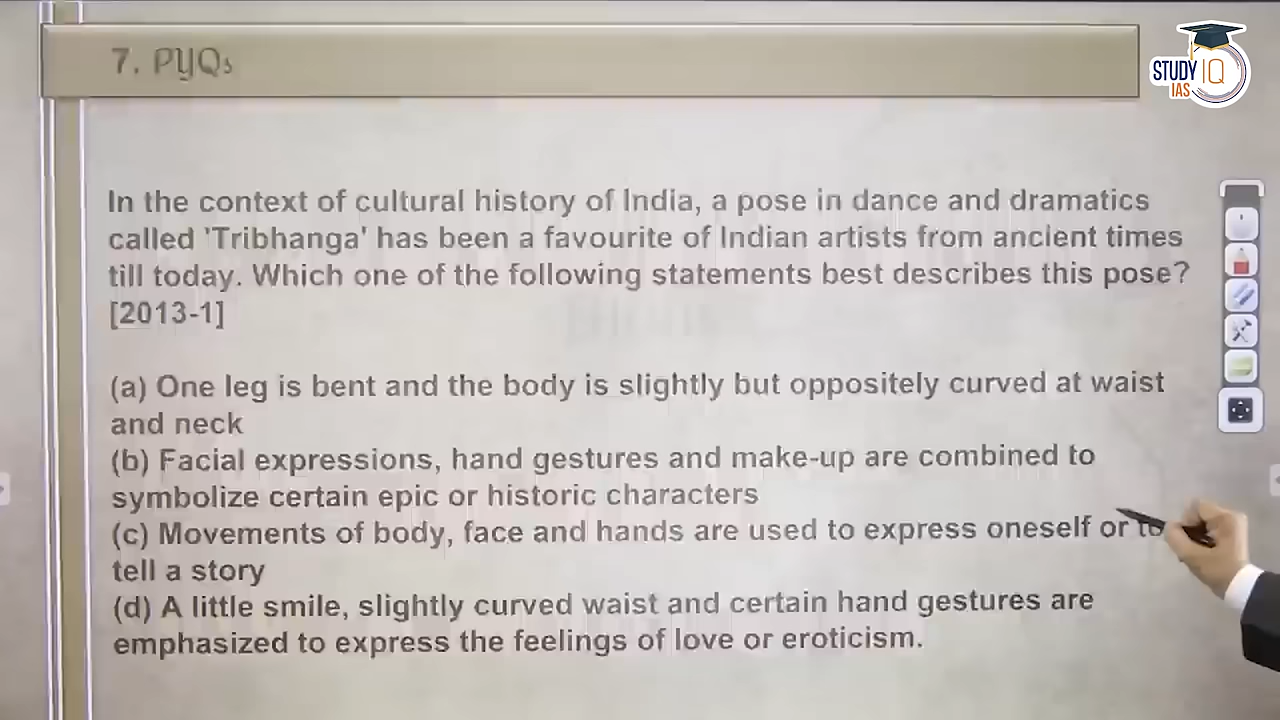 7. PYQs
STUDY IQ
IAS
In the context of cultural history of India, a pose in dance and dramatics
called 'Tribhanga' has been a favourite of Indian artists from ancient times
till today. Which one of the following statements best describes this pose?
[2013-1]
(a) One leg is bent and the body is slightly but oppositely curved at waist
and neck
(b) Facial expressions, hand gestures and make-up are combined to
symbolize certain epic or historic characters
(c) Movements of body, face and hands are used to express oneself or to
tell a story
(d) A little smile, slightly curved waist and certain hand gestures are
emphasized to express the feelings of love or eroticism.